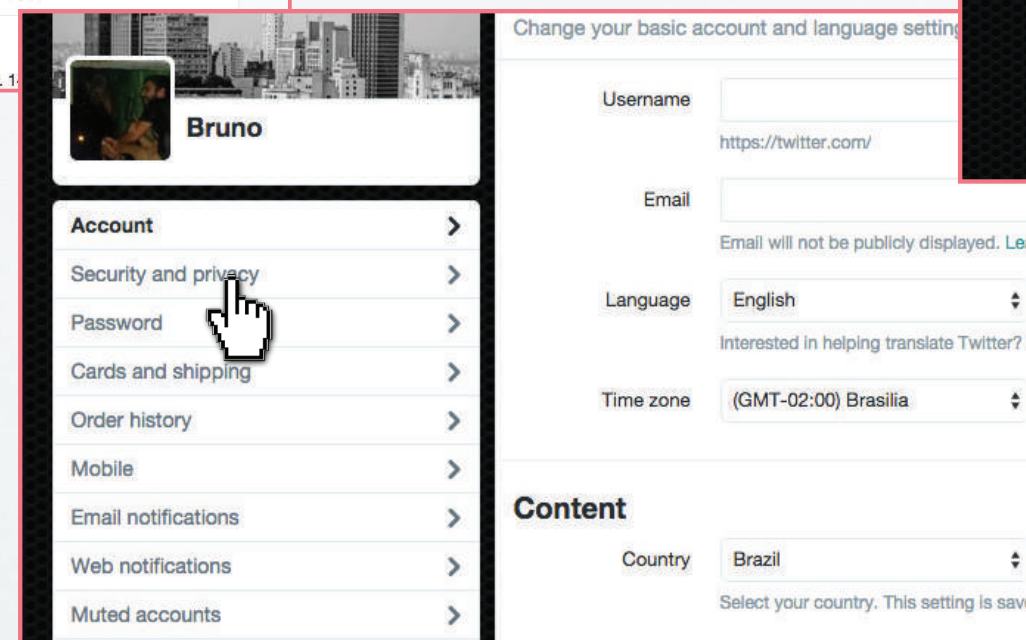 Bruno
Account
Security and privacy
Password
Cards and shipping
Order history
Mobile
Email notifications
Web notifications
Muted accounts
Change your basic account and language
Username
https://twitter.com/
Email
Email will not be publicly displayed.
Language
English
Interested in helping translate Twitter?
Time zone
(GMT-02:00) Brasilia
Content
Country
Brazil
Select your country. This setting is